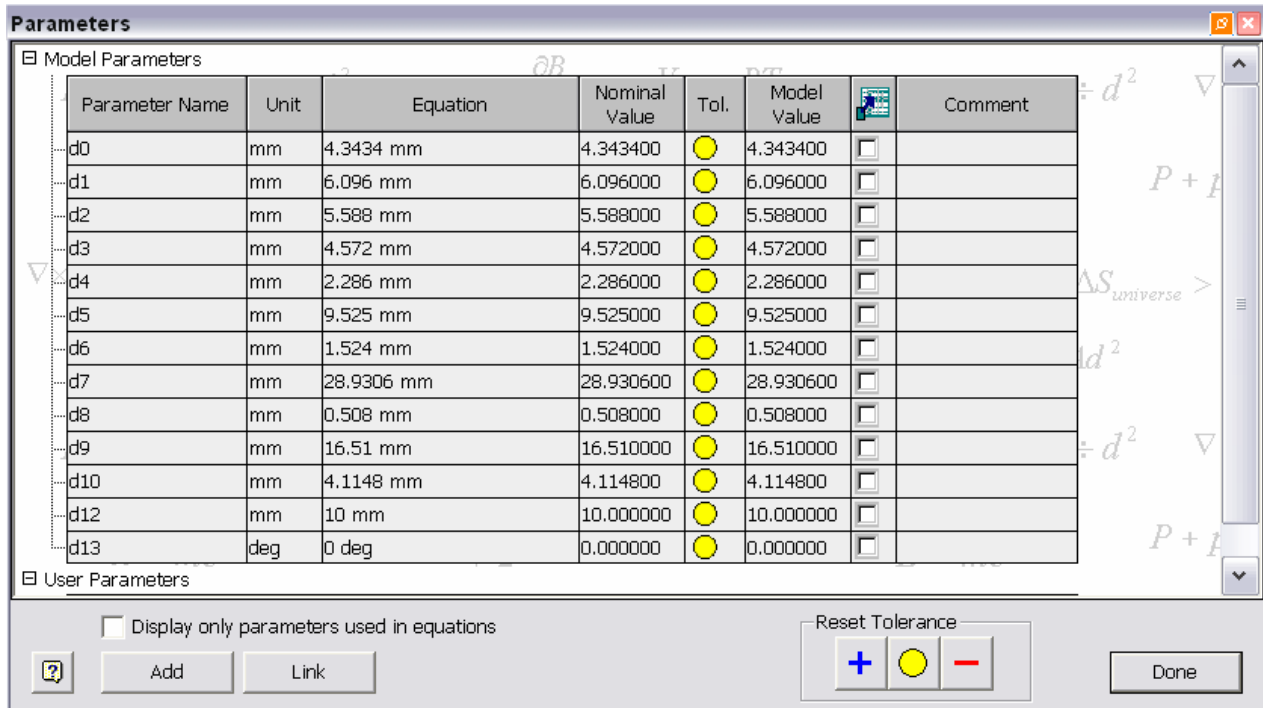 Parameters
Model Parameters
Parameter Name Unit Equation Nominal Value Tol. Model Value Comment
d0 mm 4.3434 mm 4.343400 4.343400
d1 mm 6.096 mm 6.096000 6.096000
d2 mm 5.588 mm 5.588000 5.588000
d3 mm 4.572 mm 4.572000 4.572000
d4 mm 2.286 mm 2.286000 2.286000
d5 mm 9.525 mm 9.525000 9.525000
d6 mm 1.524 mm 1.524000 1.524000
d7 mm 28.9306 mm 28.930600 28.930600
d8 mm 0.508 mm 0.508000 0.508000
d9 mm 16.51 mm 16.510000 16.510000
d10 mm 4.1148 mm 4.114800 4.114800
d12 mm 10 mm 10.000000 10.000000
d13 deg 0 deg 0.000000 0.000000
User Parameters
Display only parameters used in equations
Reset Tolerance
Add Link Done